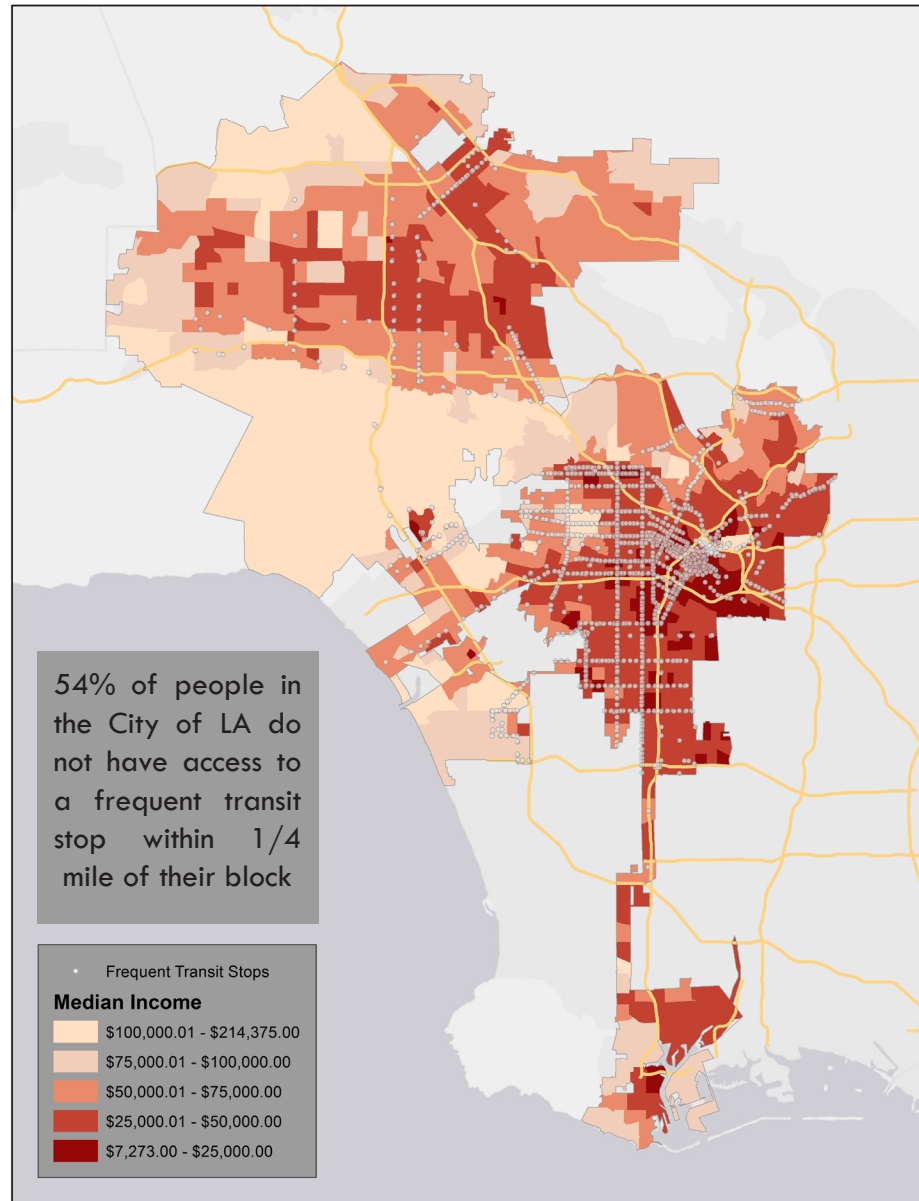 54% of people in
the City of LA do
not have access to
a frequent transit
stop within 1/4
mile of their block
Frequent Transit Stops
Median Income
$100,000.01 - $214,375.00
$75,000.01 - $100,000.00
$50,000.01 - $75,000.00
$25,000.01 - $50,000.00
$7,273.00 - $25,000.00